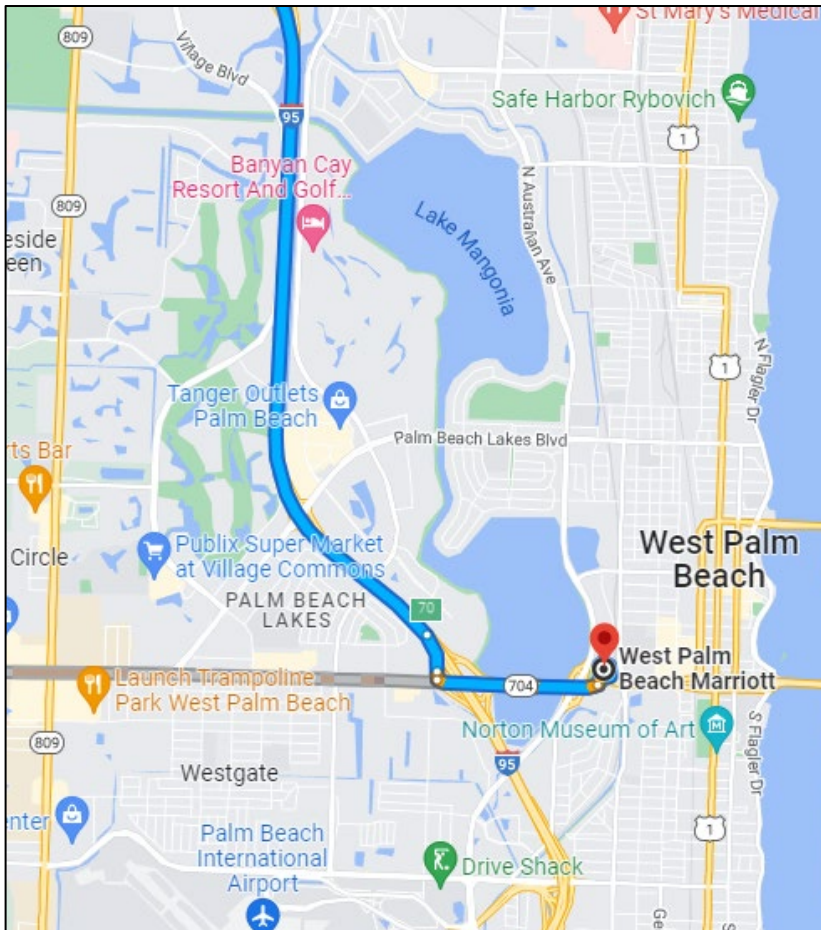 St Mary's Medical
809
Village Blvd
95
Safe Harbor Rybovich
1
Banyan Cay
Resort And Golf...
N Australian Ave
809
Lake Mangonia
eside
een
1
N Flagler Dr
Tanger Outlets
Palm Beach
Palm Beach Lakes Blvd
rts Bar
Circle
Publix Super Market
at Village Commons
West Palm
Beach
PALM BEACH
LAKES
70
West Palm
Beach Marriott
704
Launch Trampoline
Park West Palm Beach
Norton Museum of Art
S Flagler Dr
809
95
Westgate
enter
Palm Beach
International
Airport
1
Drive Shack
Ge
S